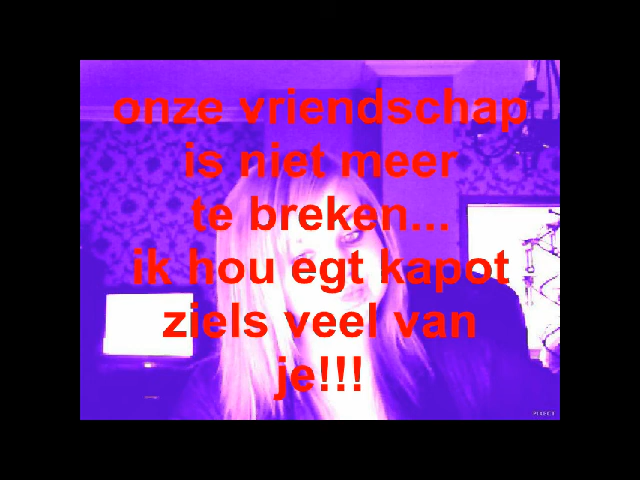 onze vriendschap
is niet meer
te breken...
ik hou egt kapot
ziels veel van
je!!!